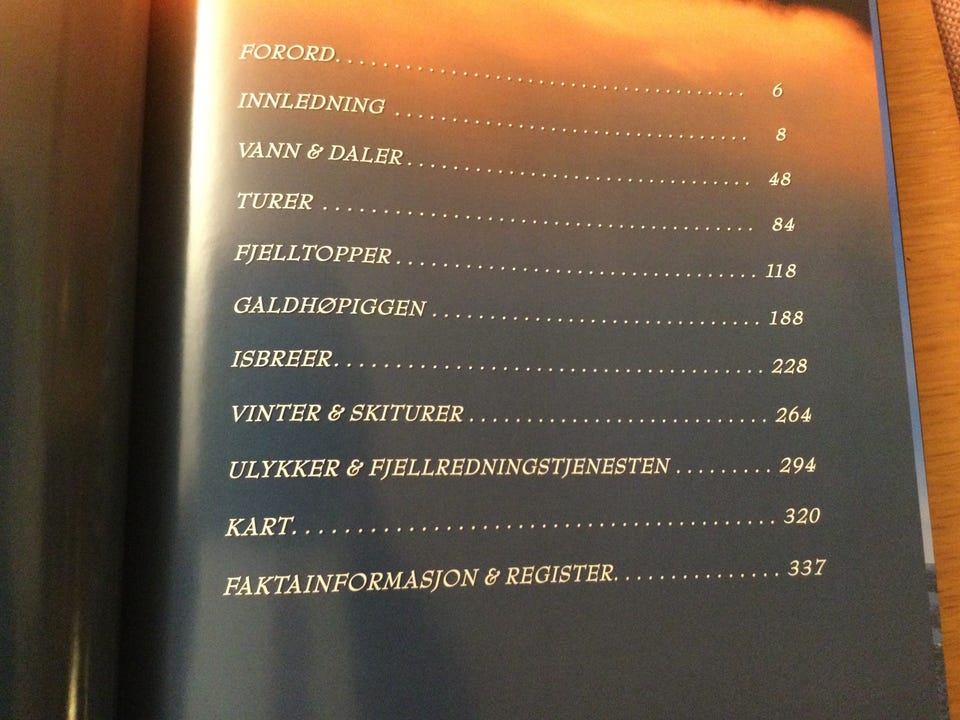 FORORD. . . . . . . . . . . . . . . . . . . . . . . . . . . . . . . . . . . 6
INNLEDNING . . . . . . . . . . . . . . . . . . . . . . . . . . . . . . 8
VANN & DALER . . . . . . . . . . . . . . . . . . . . . . . . . . . . . 48
TURER . . . . . . . . . . . . . . . . . . . . . . . . . . . . . . . . . . . . 84
FJELLTOPPER . . . . . . . . . . . . . . . . . . . . . . . . . . . . . . 118
GALDHØPIGGEN . . . . . . . . . . . . . . . . . . . . . . . . . . . 188
ISBREER. . . . . . . . . . . . . . . . . . . . . . . . . . . . . . . . . . . 228
VINTER & SKITURER . . . . . . . . . . . . . . . . . . . . . . . . 264
ULYKKER & FJELLREDNINGSTJENESTEN . . . . . . . . . 294
KART. . . . . . . . . . . . . . . . . . . . . . . . . . . . . . . . . . . . . 320
FAKTAINFORMASJON & REGISTER. . . . . . . . . . . . . . 337